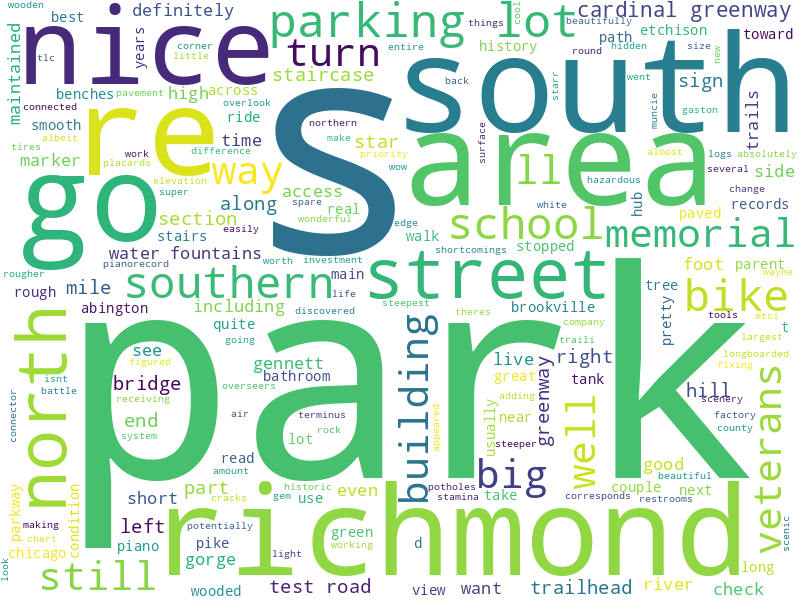 wooden
best
definitely
nice
parking lot
things
cool
beautifully
cardinal greenway
maintained
tlc
years
corner
little
turn
entire
history
round
hidden
etchison
size
path
toward
new
connected
pavement
benches
high
across
staircase
back
south
went
sign
smooth
albeit
re
overlook
ride
S
starr
muncie
gaston
trails
tires
work
placards
difference
time
northern
make
star
priority
wow
surface
area
almost
logs
absolutely
several
marker
elevation
super
way
access
ll
hazardous
side
go
along
spare
real
wonderful
edge
white
hub
change
paved
records
section
easily
stairs
walk
stopped
school
memorial
water fountains
worth
investment
shortcomings
rougher
pianorecord
main
street
foot
parent
wayne
rough
mile
southern
life
steepest
discovered
brookville
tree
bike
abington
including
theres
company
pretty
tools
etci
t
north
quite
going
traili
largest
longboarded
fixing
isnt
battle
see
figured
gennett
bathroom
building
live
right
great
greenway
tank
hill
scenery
bridge
receiving
overseers
park
adding
factory
county
connector
end
system
air
terminus
rock
lot
usually
near
appeared
steeper
well
veterans
read
amount
big
good
beautiful
parkway
condition
short
part
historic
gem
use
even
potholes
stamina
take
corresponds
couple
restrooms
next
making
chert
left
cracks
potentially
richmond
scenic
chicago
piano
pike
green
working
d
long
look
still
gorge
light
wooded
test road
view
want
trailhead
river
check